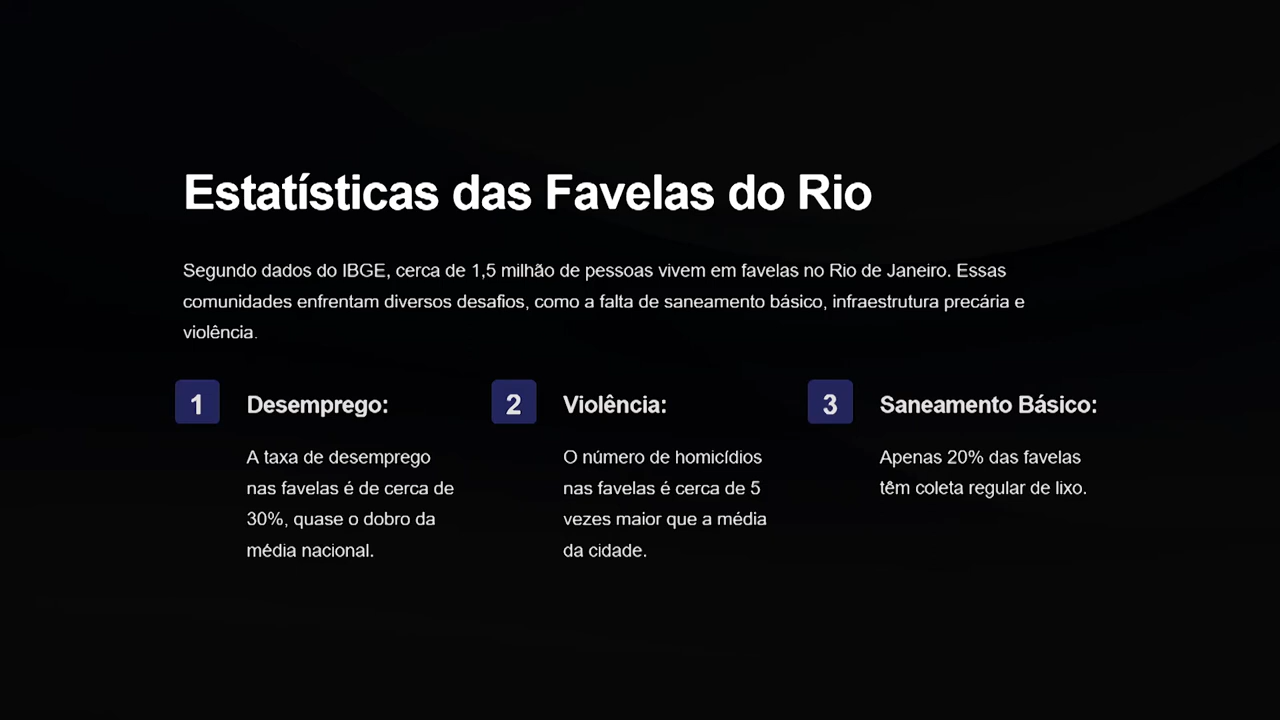 Estatísticas das Favelas do Rio
Segundo dados do IBGE, cerca de 1,5 milhão de pessoas vivem em favelas no Rio de Janeiro. Essas
comunidades enfrentam diversos desafios, como a falta de saneamento básico, infraestrutura precária e
violência.
1 Desemprego:
A taxa de desemprego
nas favelas é de cerca de
30%, quase o dobro da
média nacional.
2 Violência:
O número de homicídios
nas favelas é cerca de 5
vezes maior que a média
da cidade.
3 Saneamento Básico:
Apenas 20% das favelas
têm coleta regular de lixo.